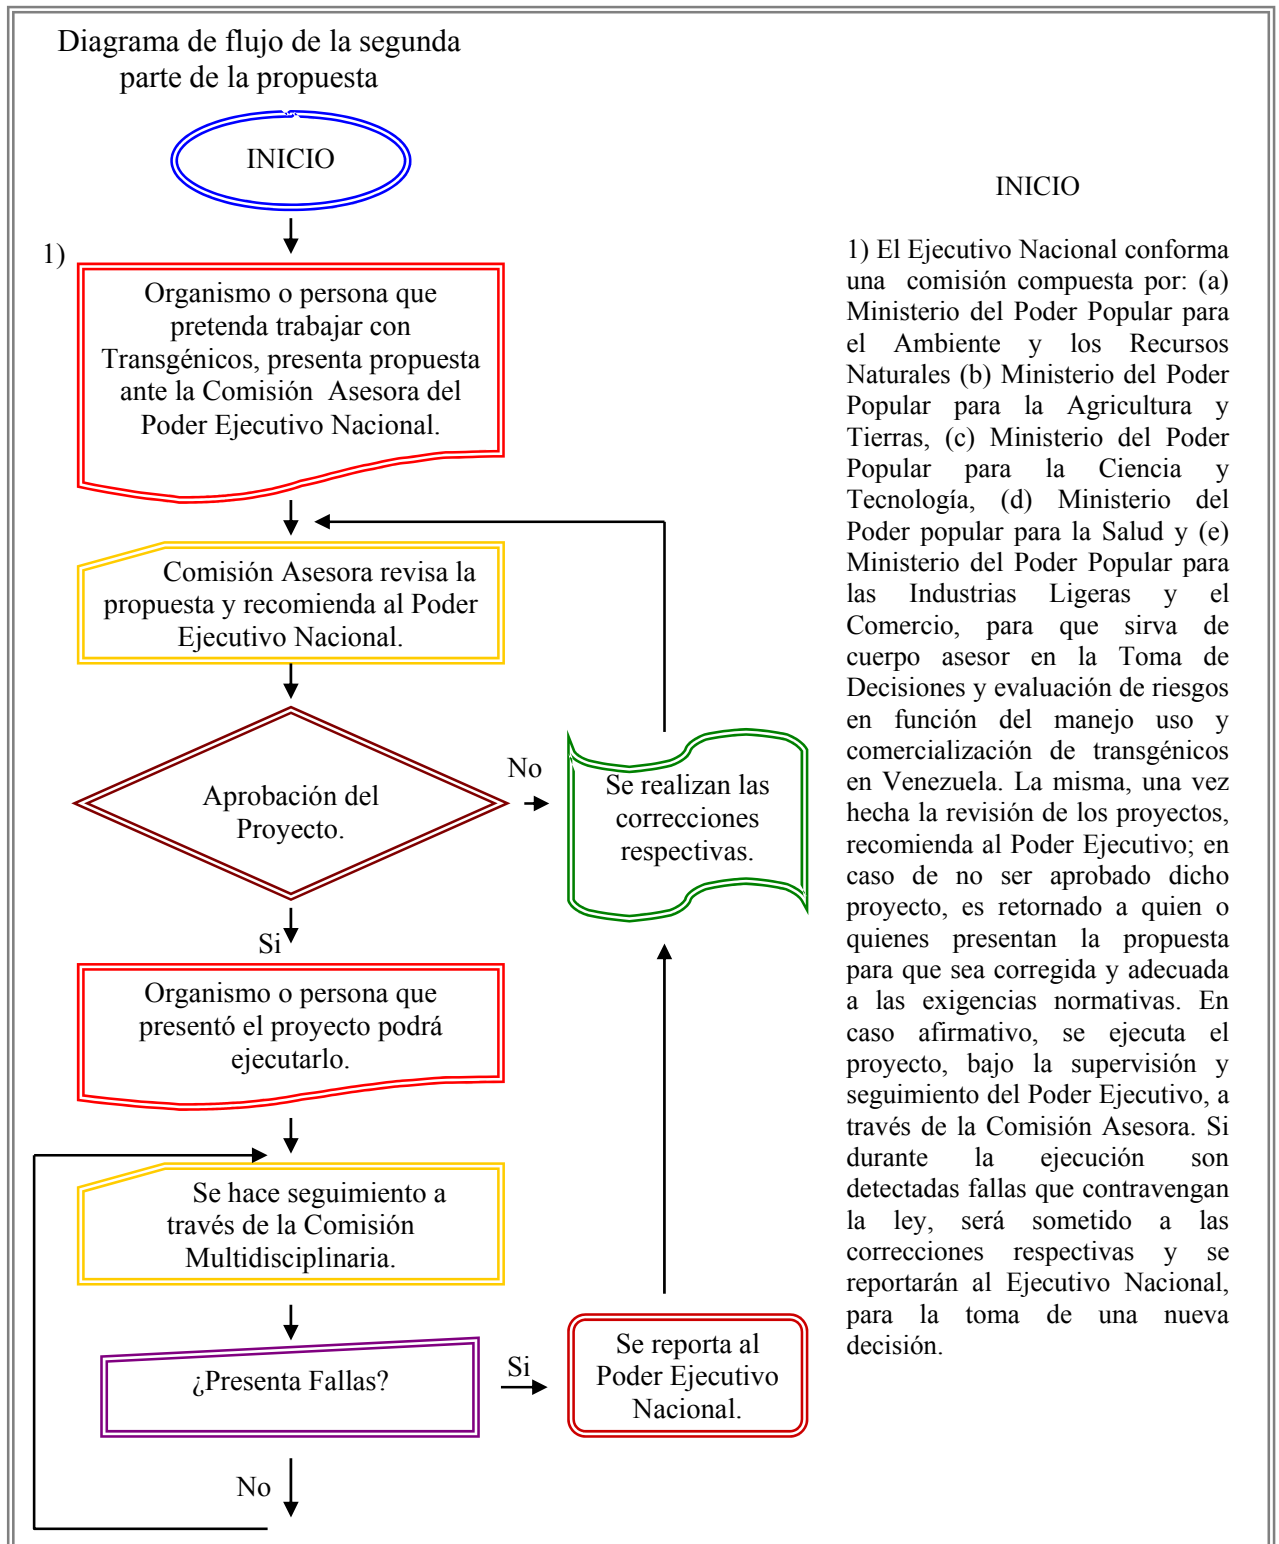 Diagrama de flujo de la segunda
parte de la propuesta
INICIO
1)
Organismo o persona que
pretenda trabajar con
Transgénicos, presenta propuesta
ante la Comisión Asesora del
Poder Ejecutivo Nacional.
Comisión Asesora revisa la
propuesta y recomienda al Poder
Ejecutivo Nacional.
Aprobación del
Proyecto.
No
Se realizan las
correcciones
respectivas.
Si
Organismo o persona que
presentó el proyecto podrá
ejecutarlo.
Se hace seguimiento a
través de la Comisión
Multidisciplinaria.
¿Presenta Fallas?
Si
Se reporta al
Poder Ejecutivo
Nacional.
No
INICIO
1) El Ejecutivo Nacional conforma
una comisión compuesta por: (a)
Ministerio del Poder Popular para
el Ambiente y los Recursos
Naturales (b) Ministerio del Poder
Popular para la Agricultura y
Tierras, (c) Ministerio del Poder
Popular para la Ciencia y
Tecnología, (d) Ministerio del
Poder popular para la Salud y (e)
Ministerio del Poder Popular para
las Industrias Ligeras y el
Comercio, para que sirva de
cuerpo asesor en la Toma de
Decisiones y evaluación de riesgos
en función del manejo uso y
comercialización de transgénicos
en Venezuela. La misma, una vez
hecha la revisión de los proyectos,
recomienda al Poder Ejecutivo; en
caso de no ser aprobado dicho
proyecto, es retornado a quien o
quienes presentan la propuesta
para que sea corregida y adecuada
a las exigencias normativas. En
caso afirmativo, se ejecuta el
proyecto, bajo la supervisión y
seguimiento del Poder Ejecutivo, a
través de la Comisión Asesora. Si
durante la ejecución son
detectadas fallas que contravengan
la ley, será sometido a las
correcciones respectivas y se
reportarán al Ejecutivo Nacional,
para la toma de una nueva
decisión.